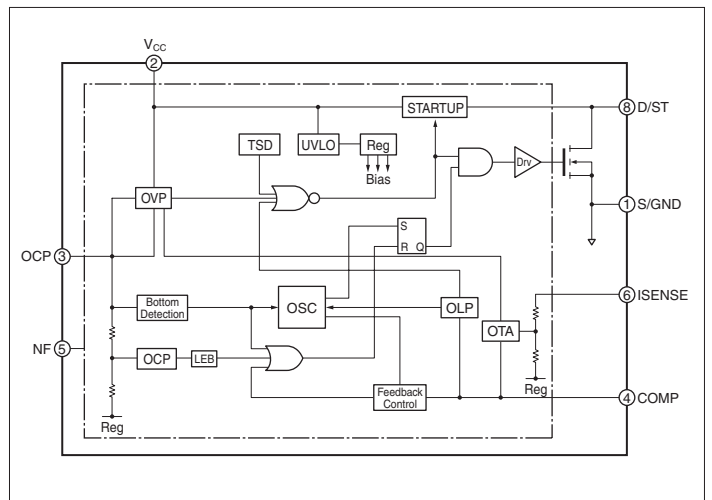 VCC
2
STARTUP
8 D/ST
TSD
UVLO
Reg
Bias
Drv
OVP
1 S/GND
S
R Q
OCP 3
6 ISENSE
Bottom
Detection
OSC
OLP
OTA
NF 5
OCP
LEB
Reg
Feedback
Control
Reg
4 COMP